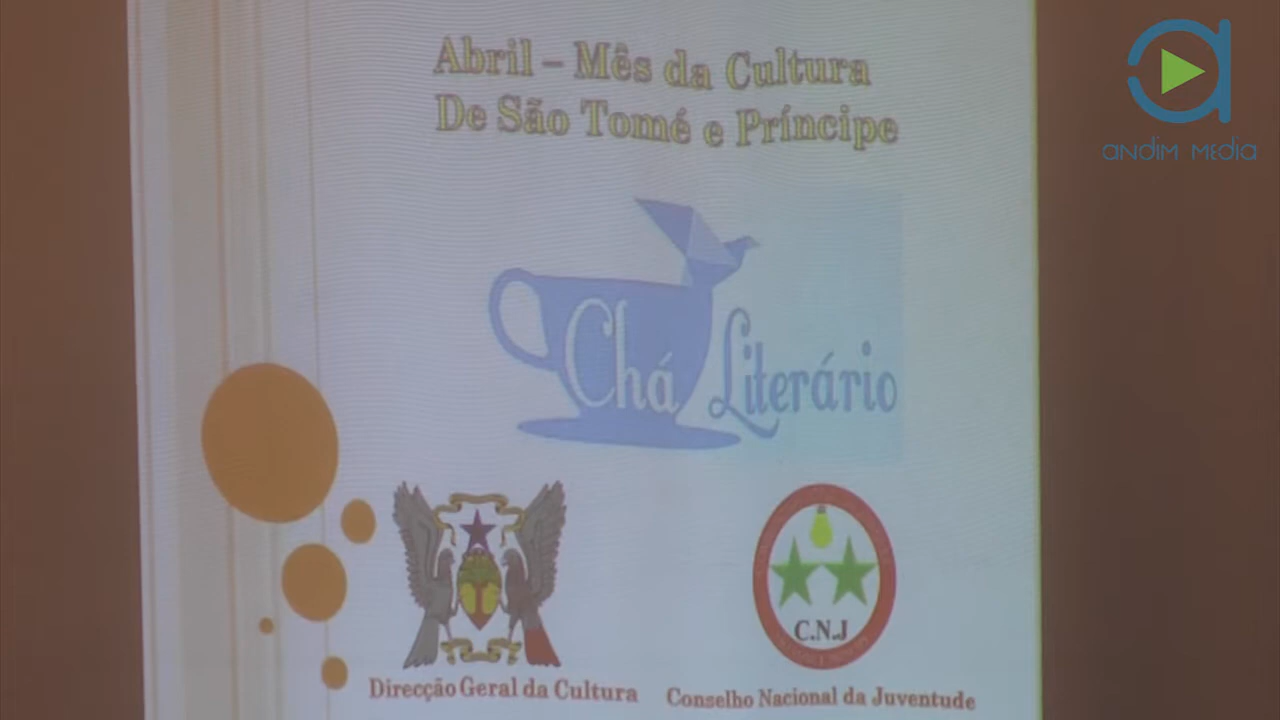 Abril – Mês da Cultura
De São Tomé e Príncipe
andim media
Chá Literário
C.N.J
Direcção Geral da Cultura
Conselho Nacional da Juventude